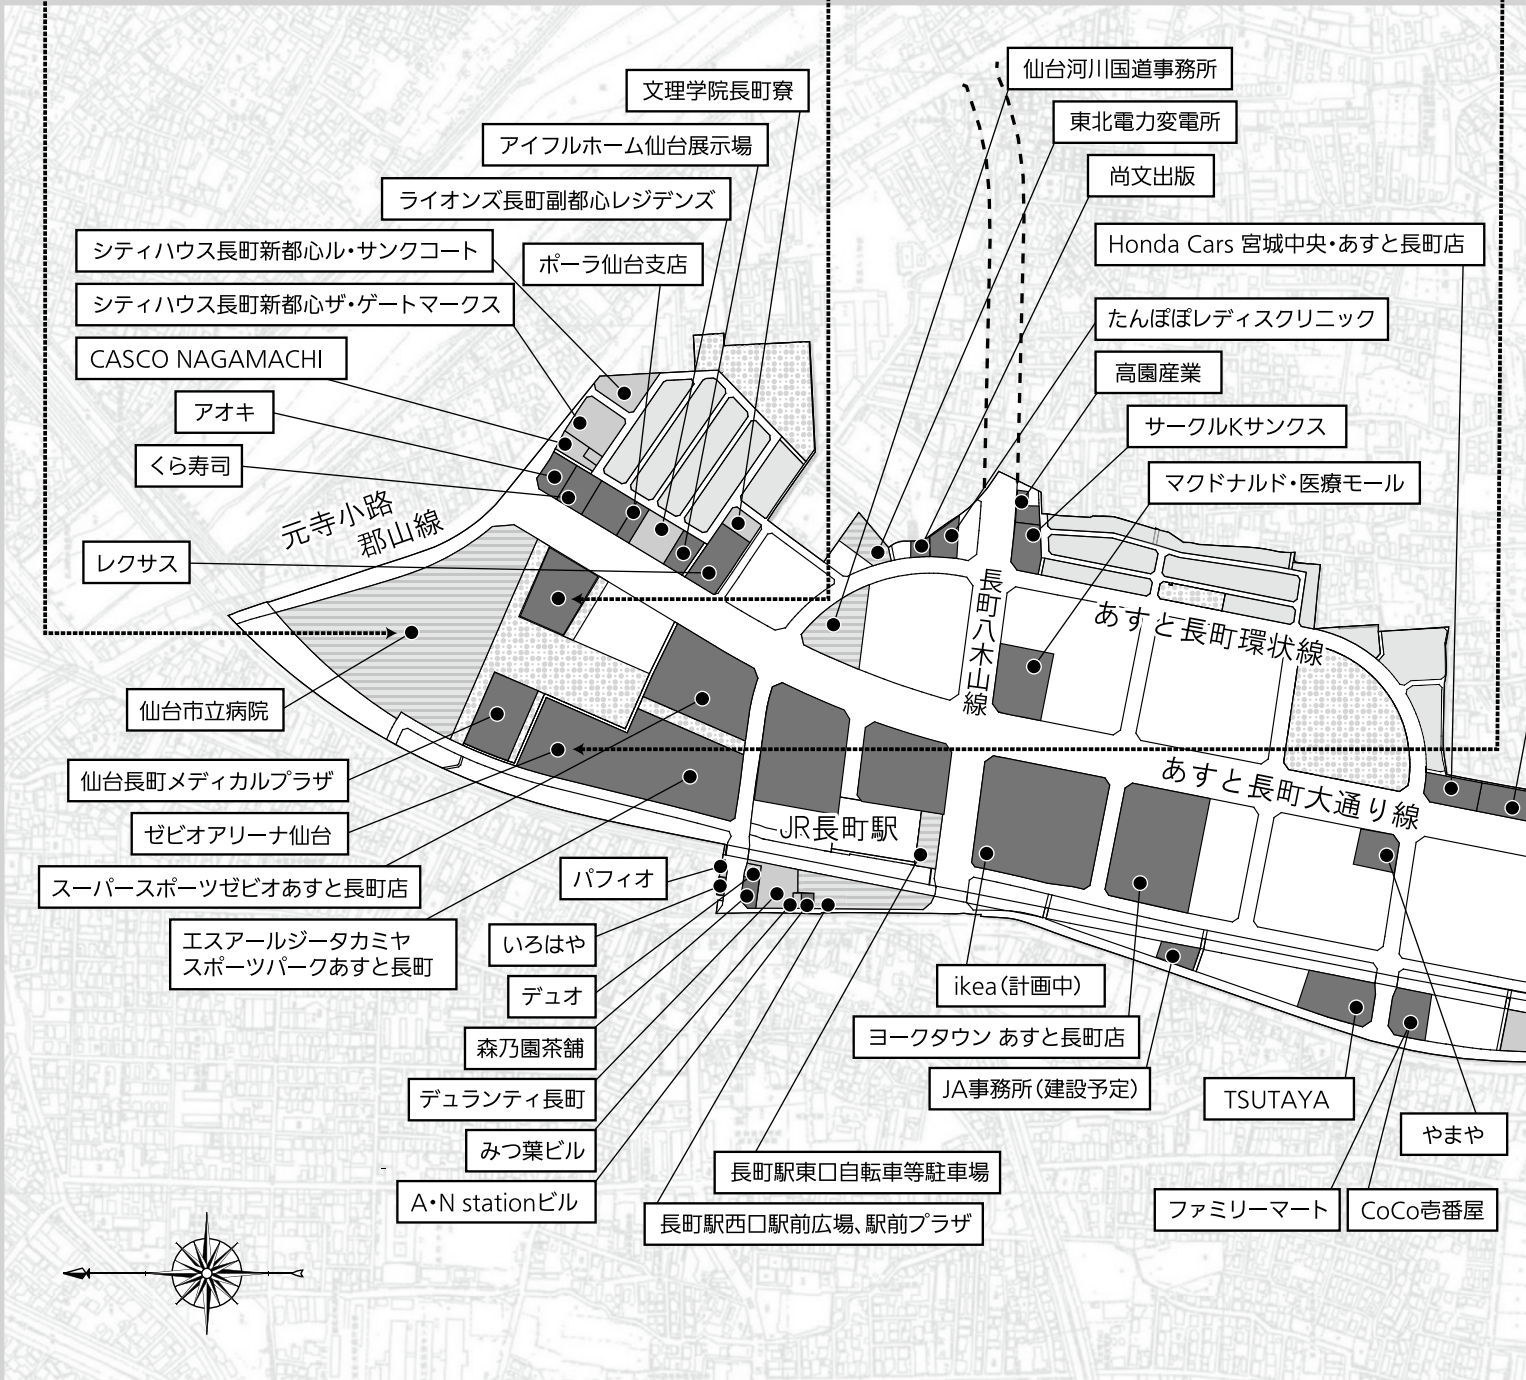 仙台河川国道事務所
文理学院長町寮
東北電力変電所
アイフルホーム仙台展示場
尚文出版
ライオンズ長町副都心レジデンズ
シティハウス長町新都心ル・サンクコート
ポーラ仙台支店
Honda Cars 宮城中央・あすと長町店
シティハウス長町新都心ザ・ゲートマークス
たんぽぽレディスクリニック
CASCO NAGAMACHI
高園産業
アオキ
サークルKサンクス
くら寿司
マクドナルド・医療モール
元寺小路
郡山線
レクサス
長町八木山線
あすと長町環状線
仙台市立病院
仙台長町メディカルプラザ
あすと長町大通り線
ゼビオアリーナ仙台
JR長町駅
スーパースポーツゼビオあすと長町店
パフィオ
エスアールジータカミヤ
スポーツパークあすと長町
いろはや
デュオ
ikea(計画中)
森乃園茶舗
ヨークタウン あすと長町店
デュランティ長町
JA事務所(建設予定)
TSUTAYA
やまや
みつ葉ビル
長町駅東口自転車等駐車場
A・N stationビル
長町駅西口駅前広場、駅前プラザ
ファミリーマート
CoCo壱番屋